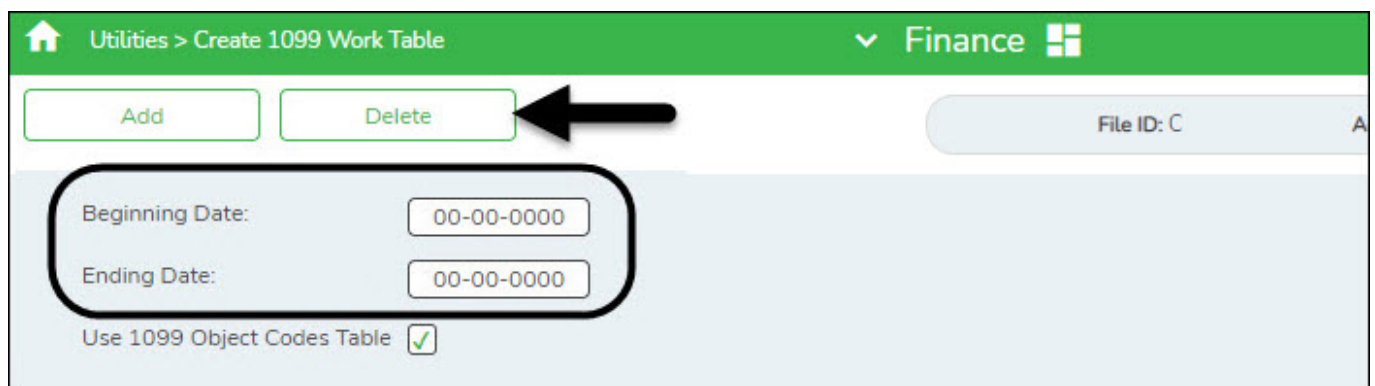 Utilities > Create 1099 Work Table
Finance
Add
Delete
File ID: C
A
Beginning Date:
00-00-0000
Ending Date:
00-00-0000
Use 1099 Object Codes Table